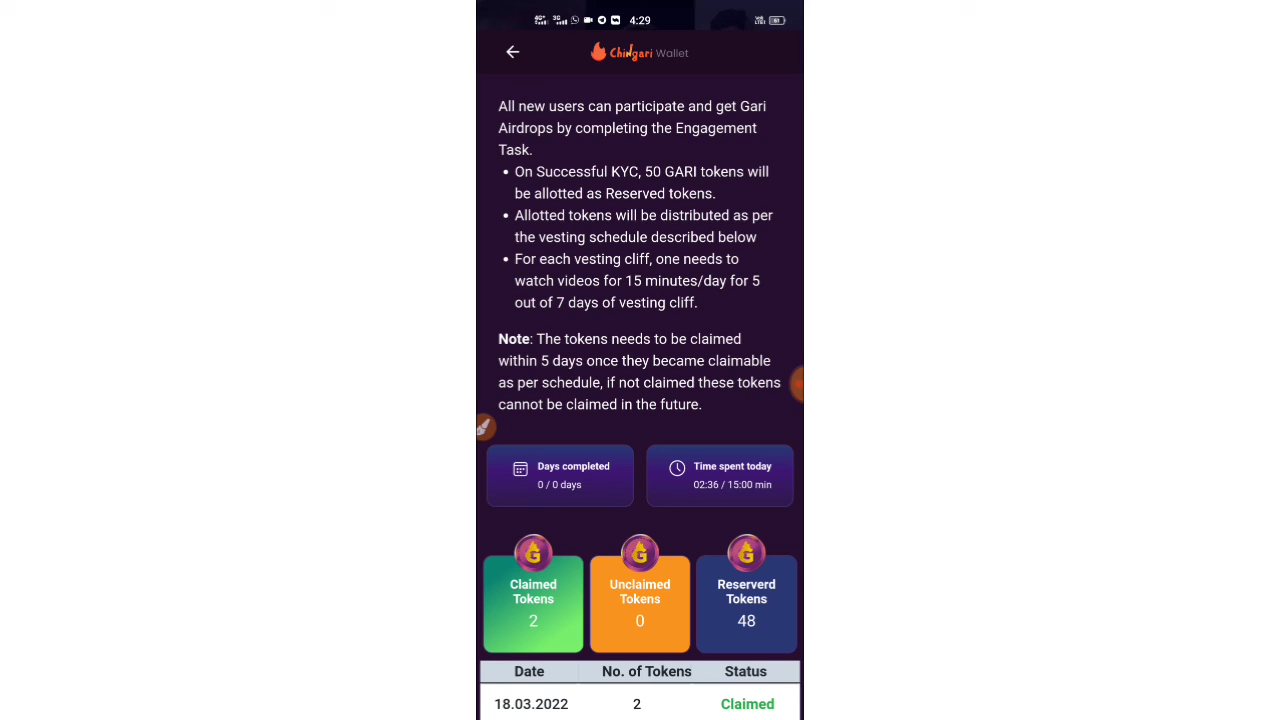 4G+ 3G 4:29 61
Chingari Wallet
All new users can participate and get Gari
Airdrops by completing the Engagement
Task.
• On Successful KYC, 50 GARI tokens will
be allotted as Reserved tokens.
• Allotted tokens will be distributed as per
the vesting schedule described below
• For each vesting cliff, one needs to
watch videos for 15 minutes/day for 5
out of 7 days of vesting cliff.
Note: The tokens needs to be claimed
within 5 days once they became claimable
as per schedule, if not claimed these tokens
cannot be claimed in the future.
Days completed
0 / 0 days
Time spent today
02:36 / 15:00 min
Claimed
Tokens
2
Unclaimed
Tokens
0
Reserverd
Tokens
48
Date No. of Tokens Status
18.03.2022 2 Claimed